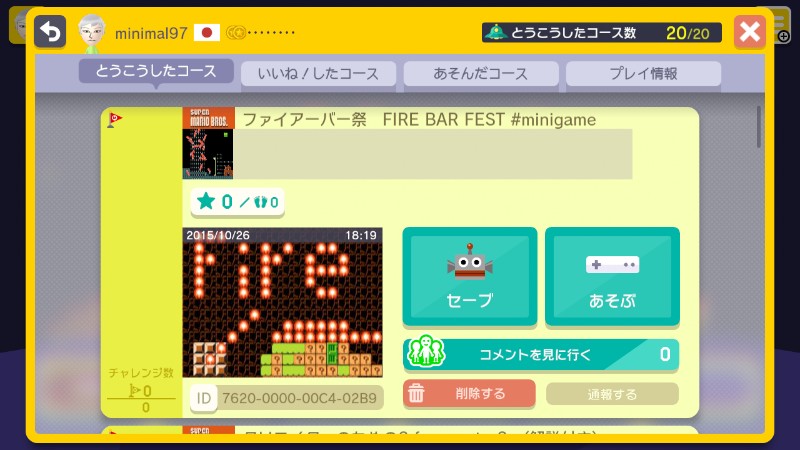 minimal97
とうこうしたコース数 20/20
とうこうしたコース
いいね!したコース
あそんだコース
プレイ情報
SUPER
MARIO BROS.
ファイアーバー祭 FIRE BAR FEST #minigame
0 / 0
2015/10/26 18:19
Fire
セーブ
あそぶ
コメントを見に行く 0
チャレンジ数
0
0
ID 7620-0000-00C4-02B9
削除する
通報する
SUPER